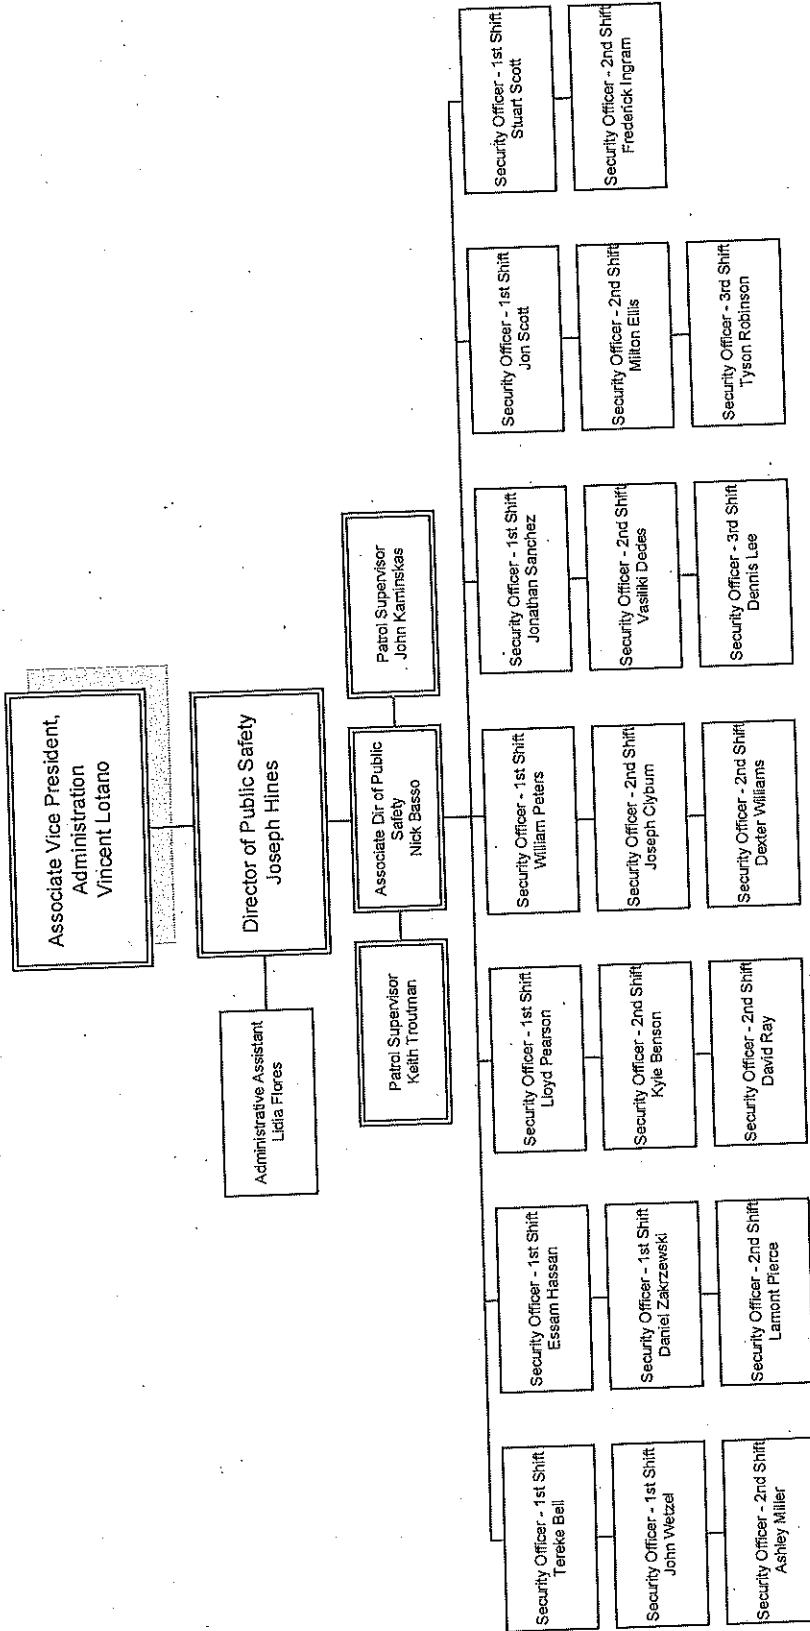 Associate Vice President,
Administration
Vincent Lotano
Director of Public Safety
Joseph Hines
Administrative Assistant
Lidia Flores
Associate Dir of Public
Safety
Nick Basso
Patrol Supervisor
Keith Troutman
Patrol Supervisor
John Kaminskas
Security Officer - 1st Shift
Tereke Bell
Security Officer - 1st Shift
John Wetzel
Security Officer - 2nd Shift
Ashley Miller
Security Officer - 1st Shift
Essam Hassan
Security Officer - 1st Shift
Daniel Zakrzewski
Security Officer - 2nd Shift
Lamont Pierce
Security Officer - 1st Shift
Lloyd Pearson
Security Officer - 2nd Shift
Kyle Benson
Security Officer - 2nd Shift
David Ray
Security Officer - 1st Shift
William Peters
Security Officer - 2nd Shift
Joseph Clyburn
Security Officer - 2nd Shift
Dexter Williams
Security Officer - 1st Shift
Jonathan Sanchez
Security Officer - 2nd Shift
Vasiliki Dedes
Security Officer - 3rd Shift
Dennis Lee
Security Officer - 1st Shift
Jon Scott
Security Officer - 2nd Shift
Milton Ellis
Security Officer - 3rd Shift
Tyson Robinson
Security Officer - 1st Shift
Stuart Scott
Security Officer - 2nd Shift
Frederick Ingram